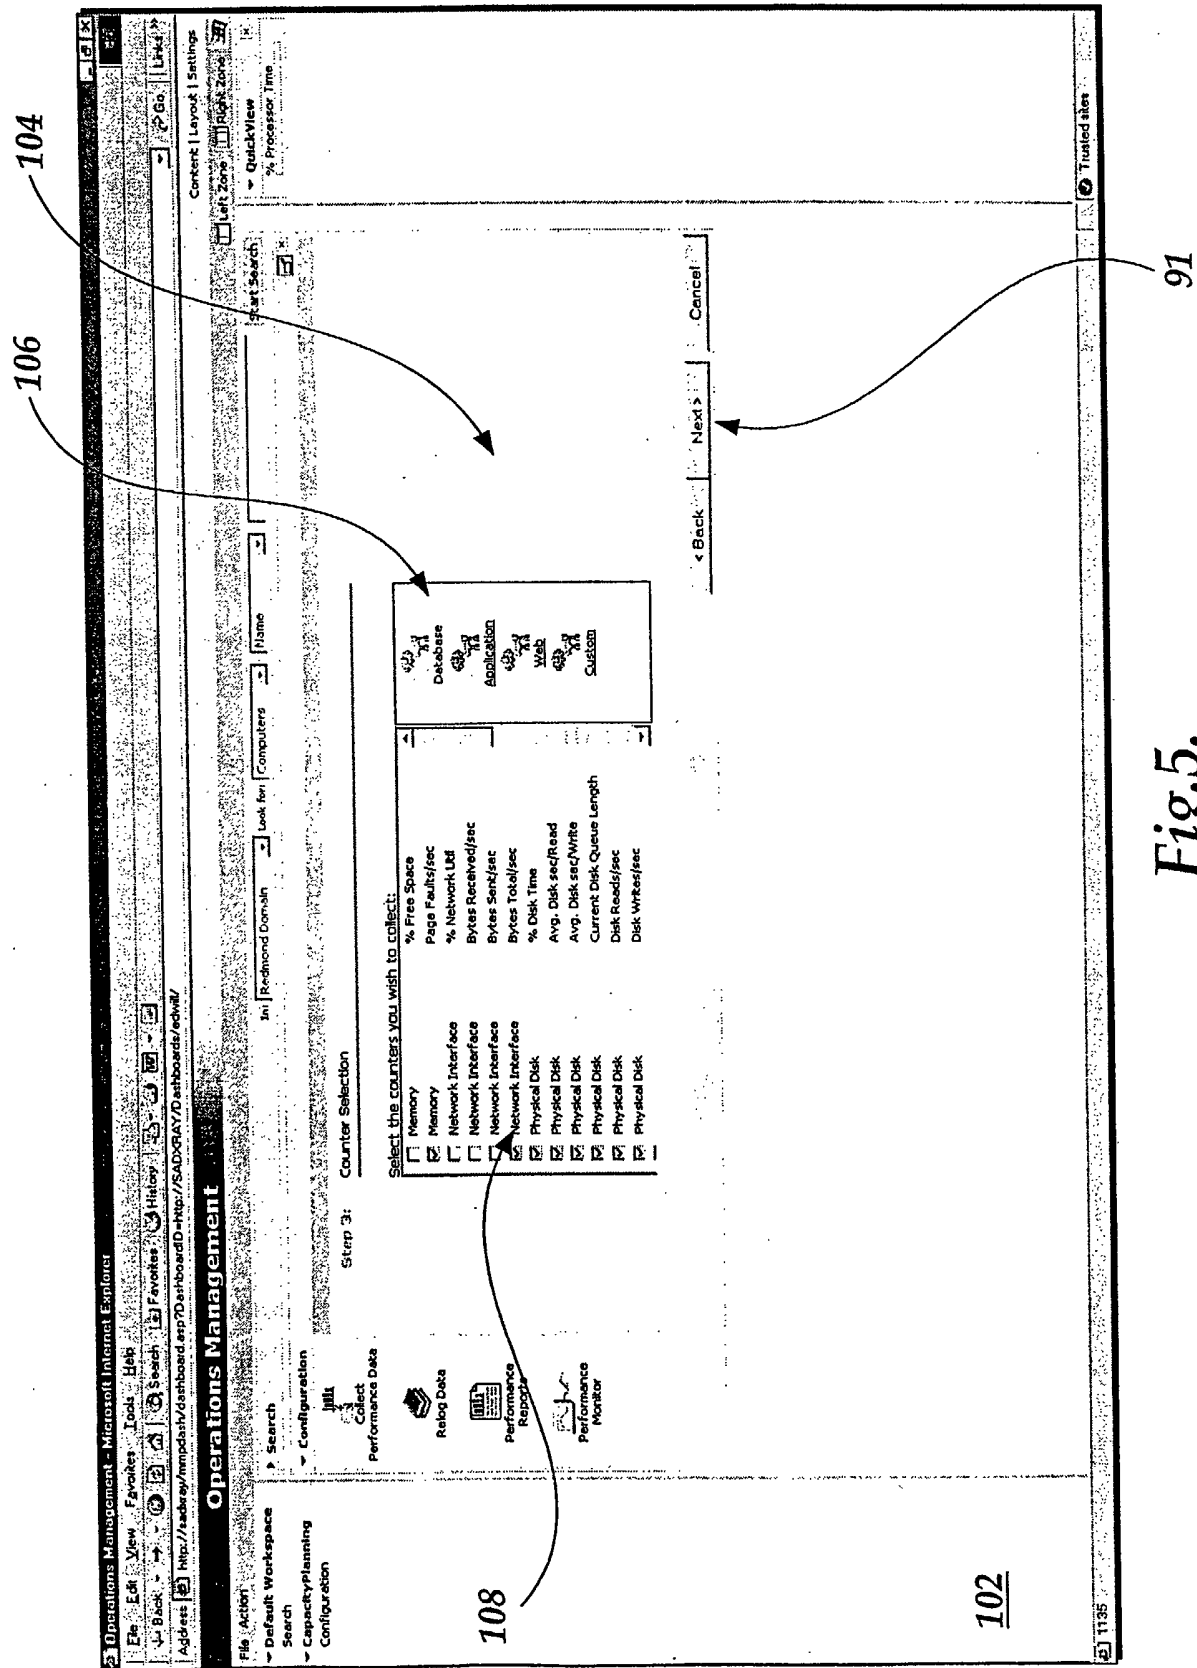 Operations Management - Microsoft Internet Explorer
File Edit View Favorites Tools Help
Back Search Favorites History
Address http://sadxray/mmpdash/dashboard.asp?DashboardID=http://SADXRAY/Dashboards/edwill/ Go Links »
Operations Management
Content | Layout | Settings
File Action
Left Zone Right Zone
Default Workspace
Search
CapacityPlanning
Configuration
Search
In: Redmond Domain Look for: Computers Name Start Search
Configuration
Collect
Performance Data
Relog Data
Performance
Reports
Performance
Monitor
Step 3: Counter Selection
Select the counters you wish to collect:
Memory % Free Space
Memory Page Faults/sec
Network Interface % Network Util
Network Interface Bytes Received/sec
Network Interface Bytes Sent/sec
Network Interface Bytes Total/sec
Physical Disk % Disk Time
Physical Disk Avg. Disk sec/Read
Physical Disk Avg. Disk sec/Write
Physical Disk Current Disk Queue Length
Physical Disk Disk Reads/sec
Physical Disk Disk Writes/sec
Database
Application
Web
Custom
< Back Next > Cancel
QuickView
% Processor Time
1135 Trusted sites
104
106
108
102
91
Fig.5.